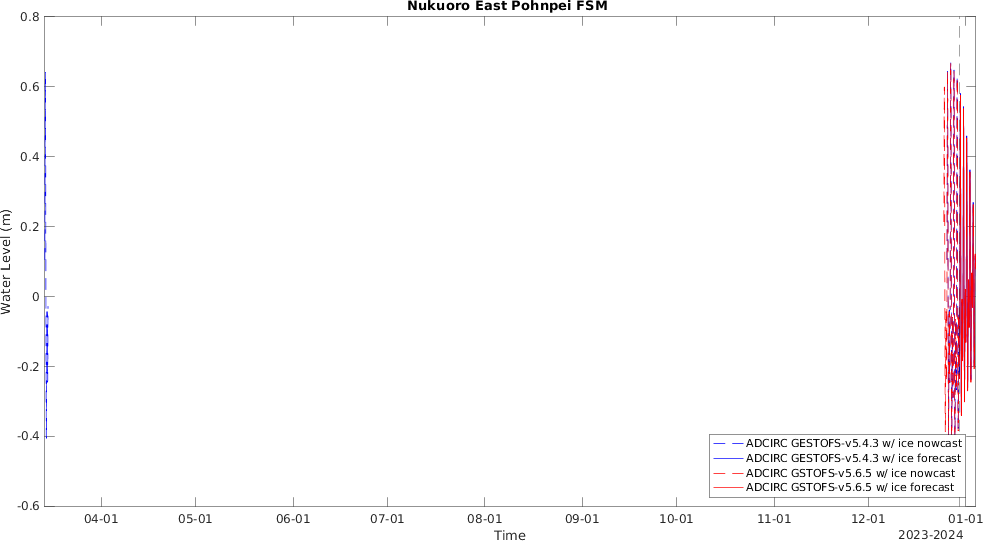 Nukuoro East Pohnpei FSM
0.8
0.6
0.4
0.2
0
-0.2
-0.4
-0.6
Water Level (m)
ADCIRC GESTOFS-v5.4.3 w/ ice nowcast
ADCIRC GESTOFS-v5.4.3 w/ ice forecast
ADCIRC GSTOFS-v5.6.5 w/ ice nowcast
ADCIRC GSTOFS-v5.6.5 w/ ice forecast
04-01 05-01 06-01 07-01 08-01 09-01 10-01 11-01 12-01 01-01
Time
2023-2024